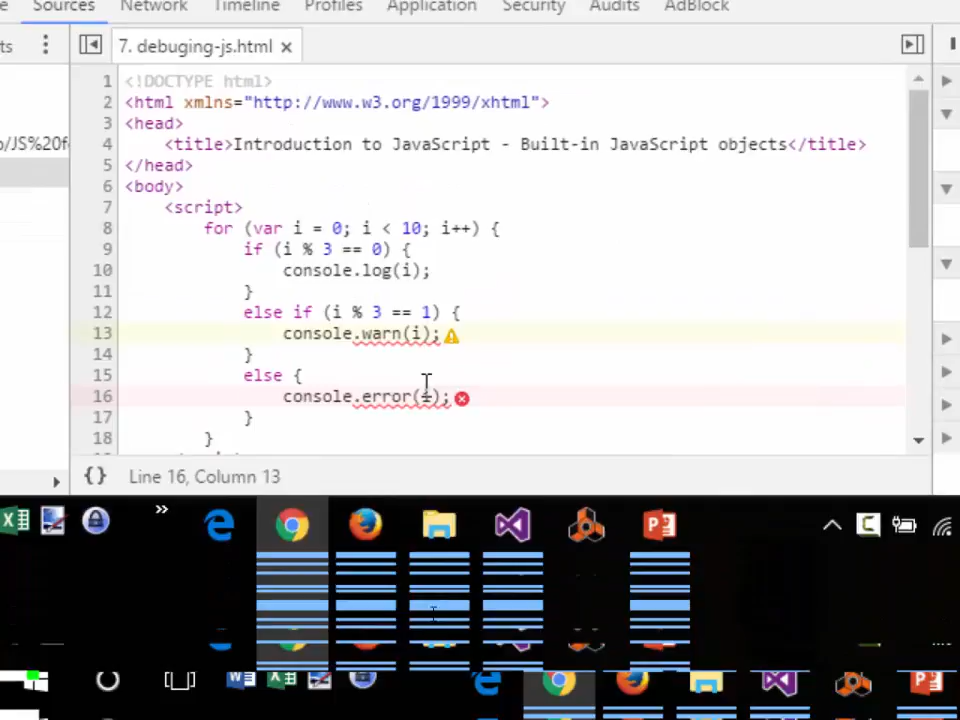 Sources Network Timeline Profiles Application Security Audits AdBlock
ts 7. debuging-js.html ×
o/JS%20f
1 <!DOCTYPE html>
2 <html xmlns="http://www.w3.org/1999/xhtml">
3 <head>
4 <title>Introduction to JavaScript - Built-in JavaScript objects</title>
5 </head>
6 <body>
7 <script>
8 for (var i = 0; i < 10; i++) {
9 if (i % 3 == 0) {
10 console.log(i);
11 }
12 else if (i % 3 == 1) {
13 console.warn(i);
14 }
15 else {
16 console.error(i);
17 }
18 }
{} Line 16, Column 13